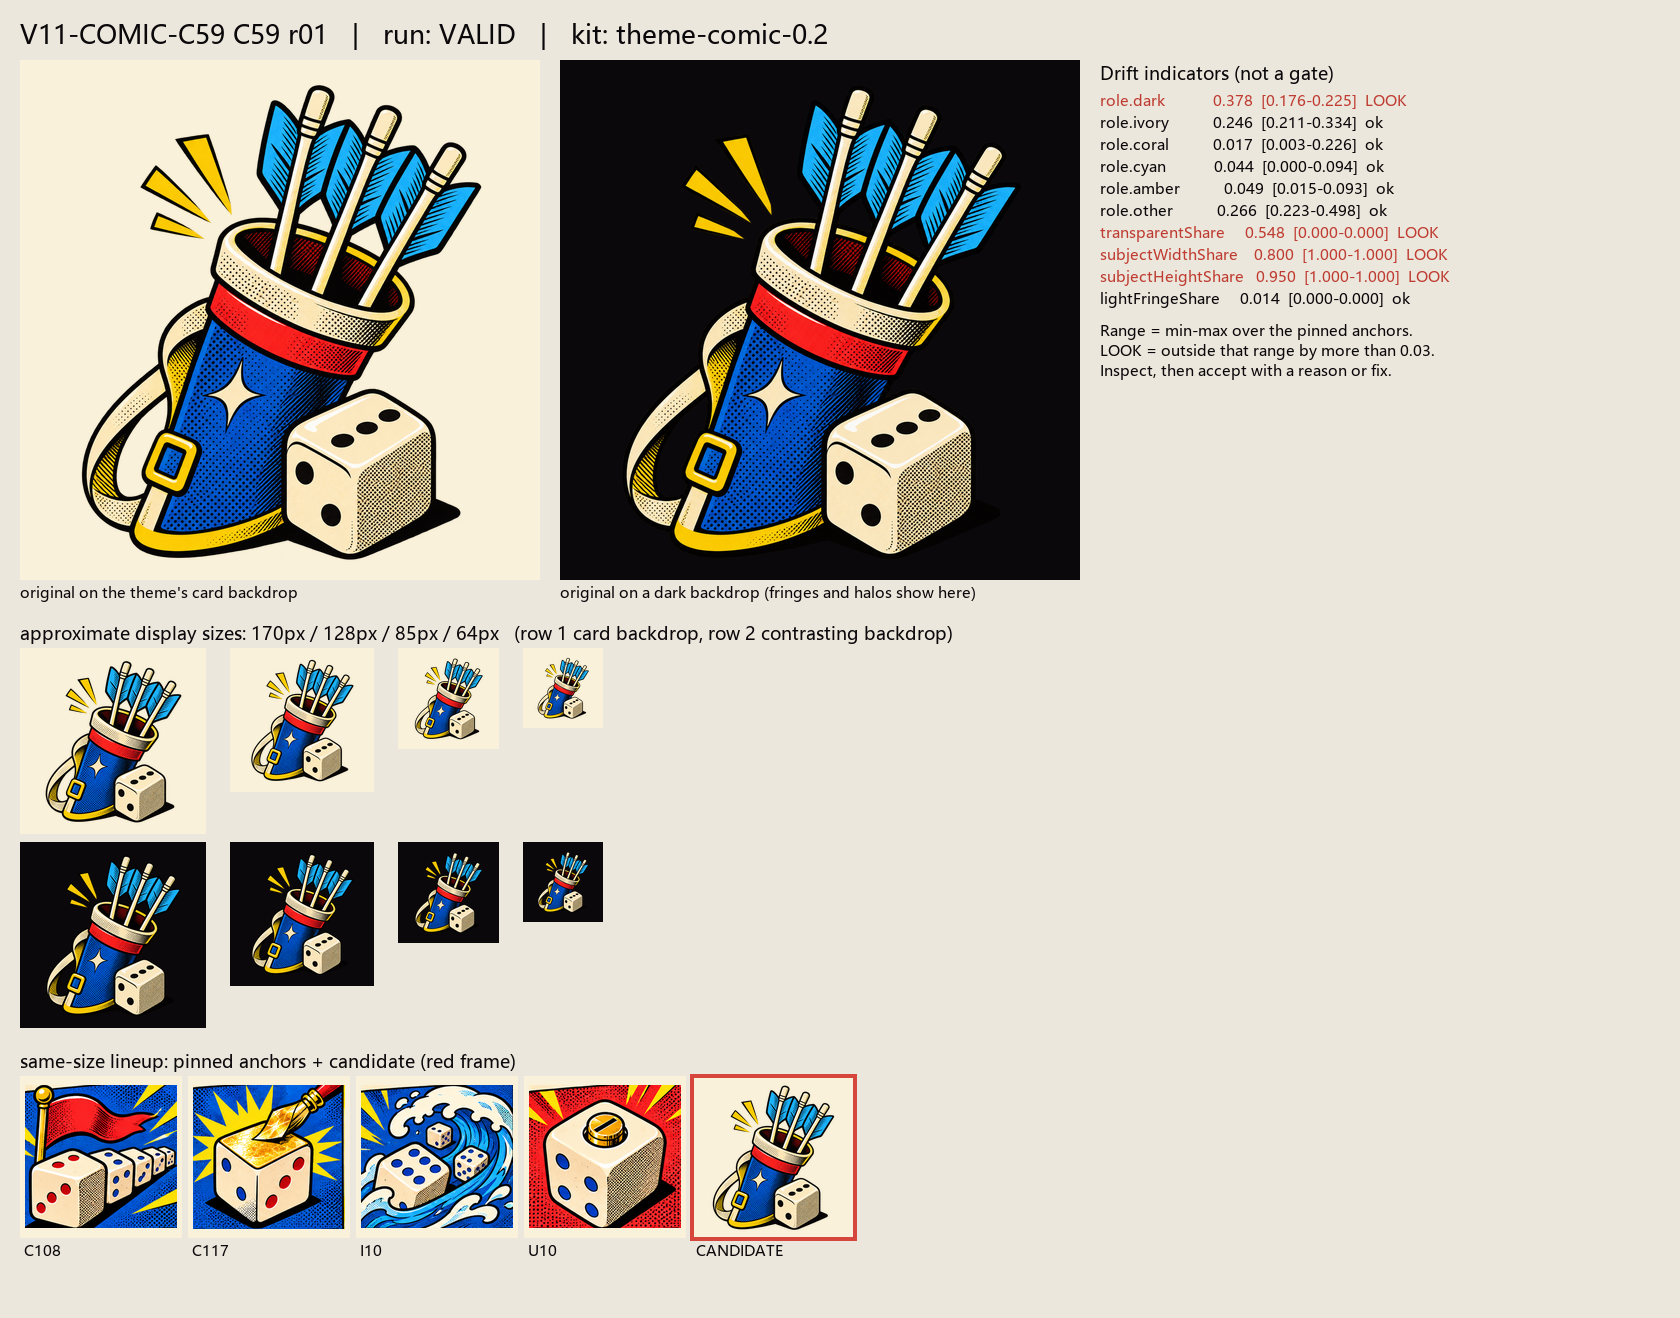 V11-COMIC-C59 C59 r01 | run: VALID | kit: theme-comic-0.2
Drift indicators (not a gate)
role.dark 0.378 [0.176-0.225] LOOK
role.ivory 0.246 [0.211-0.334] ok
role.coral 0.017 [0.003-0.226] ok
role.cyan 0.044 [0.000-0.094] ok
role.amber 0.049 [0.015-0.093] ok
role.other 0.266 [0.223-0.498] ok
transparentShare 0.548 [0.000-0.000] LOOK
subjectWidthShare 0.800 [1.000-1.000] LOOK
subjectHeightShare 0.950 [1.000-1.000] LOOK
lightFringeShare 0.014 [0.000-0.000] ok
Range = min-max over the pinned anchors.
LOOK = outside that range by more than 0.03.
Inspect, then accept with a reason or fix.
original on the theme's card backdrop
original on a dark backdrop (fringes and halos show here)
approximate display sizes: 170px / 128px / 85px / 64px (row 1 card backdrop, row 2 contrasting backdrop)
same-size lineup: pinned anchors + candidate (red frame)
C108
C117
I10
U10
CANDIDATE